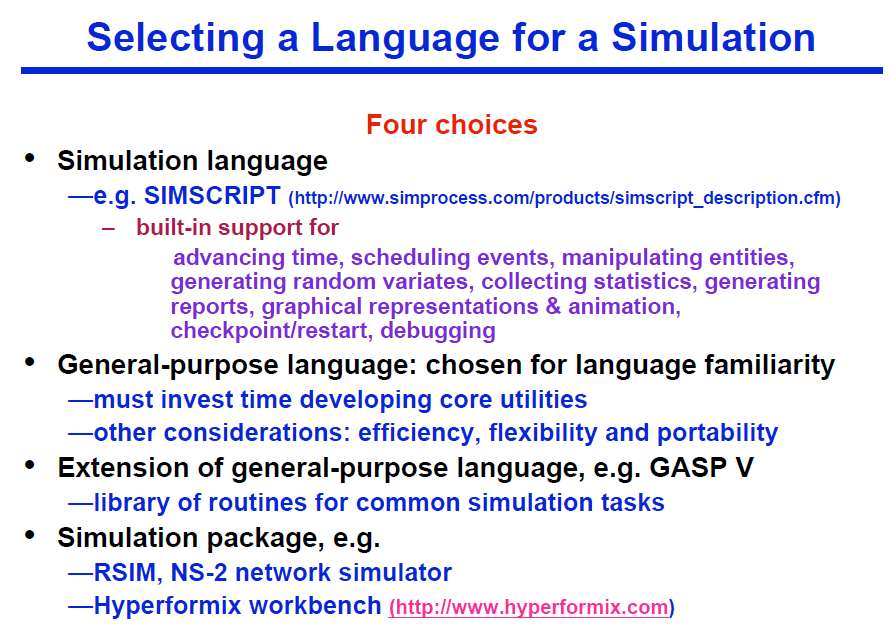 Selecting a Language for a Simulation
Four choices
• Simulation language
—e.g. SIMSCRIPT (http://www.simprocess.com/products/simscript_description.cfm)
– built-in support for
advancing time, scheduling events, manipulating entities,
generating random variates, collecting statistics, generating
reports, graphical representations & animation,
checkpoint/restart, debugging
• General-purpose language: chosen for language familiarity
—must invest time developing core utilities
—other considerations: efficiency, flexibility and portability
• Extension of general-purpose language, e.g. GASP V
—library of routines for common simulation tasks
• Simulation package, e.g.
—RSIM, NS-2 network simulator
—Hyperformix workbench (http://www.hyperformix.com)